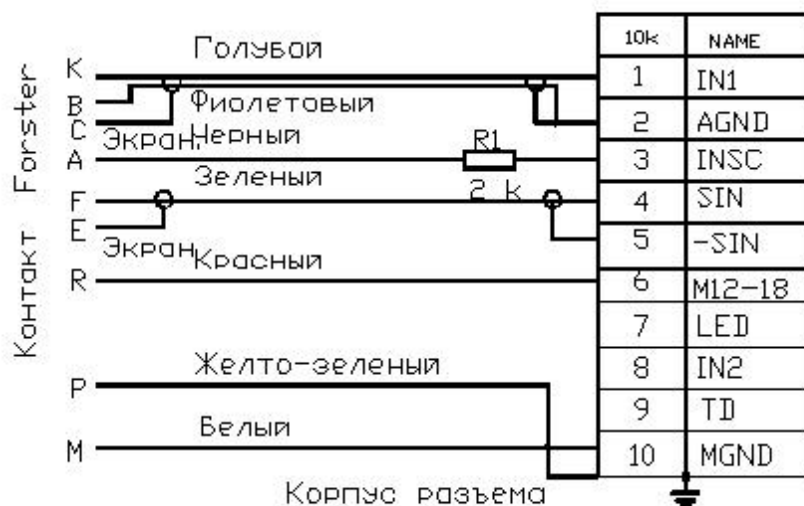 Контакт Forster
K Голубой
B
C Фиолетовый
Экран
A Черный
R1
2 k
F Зеленый
E
Экран
R Красный
P Желто-зеленый
M Белый
Корпус разъема
10k NAME
1 IN1
2 AGND
3 INSC
4 SIN
5 -SIN
6 M12-18
7 LED
8 IN2
9 TD
10 MGND